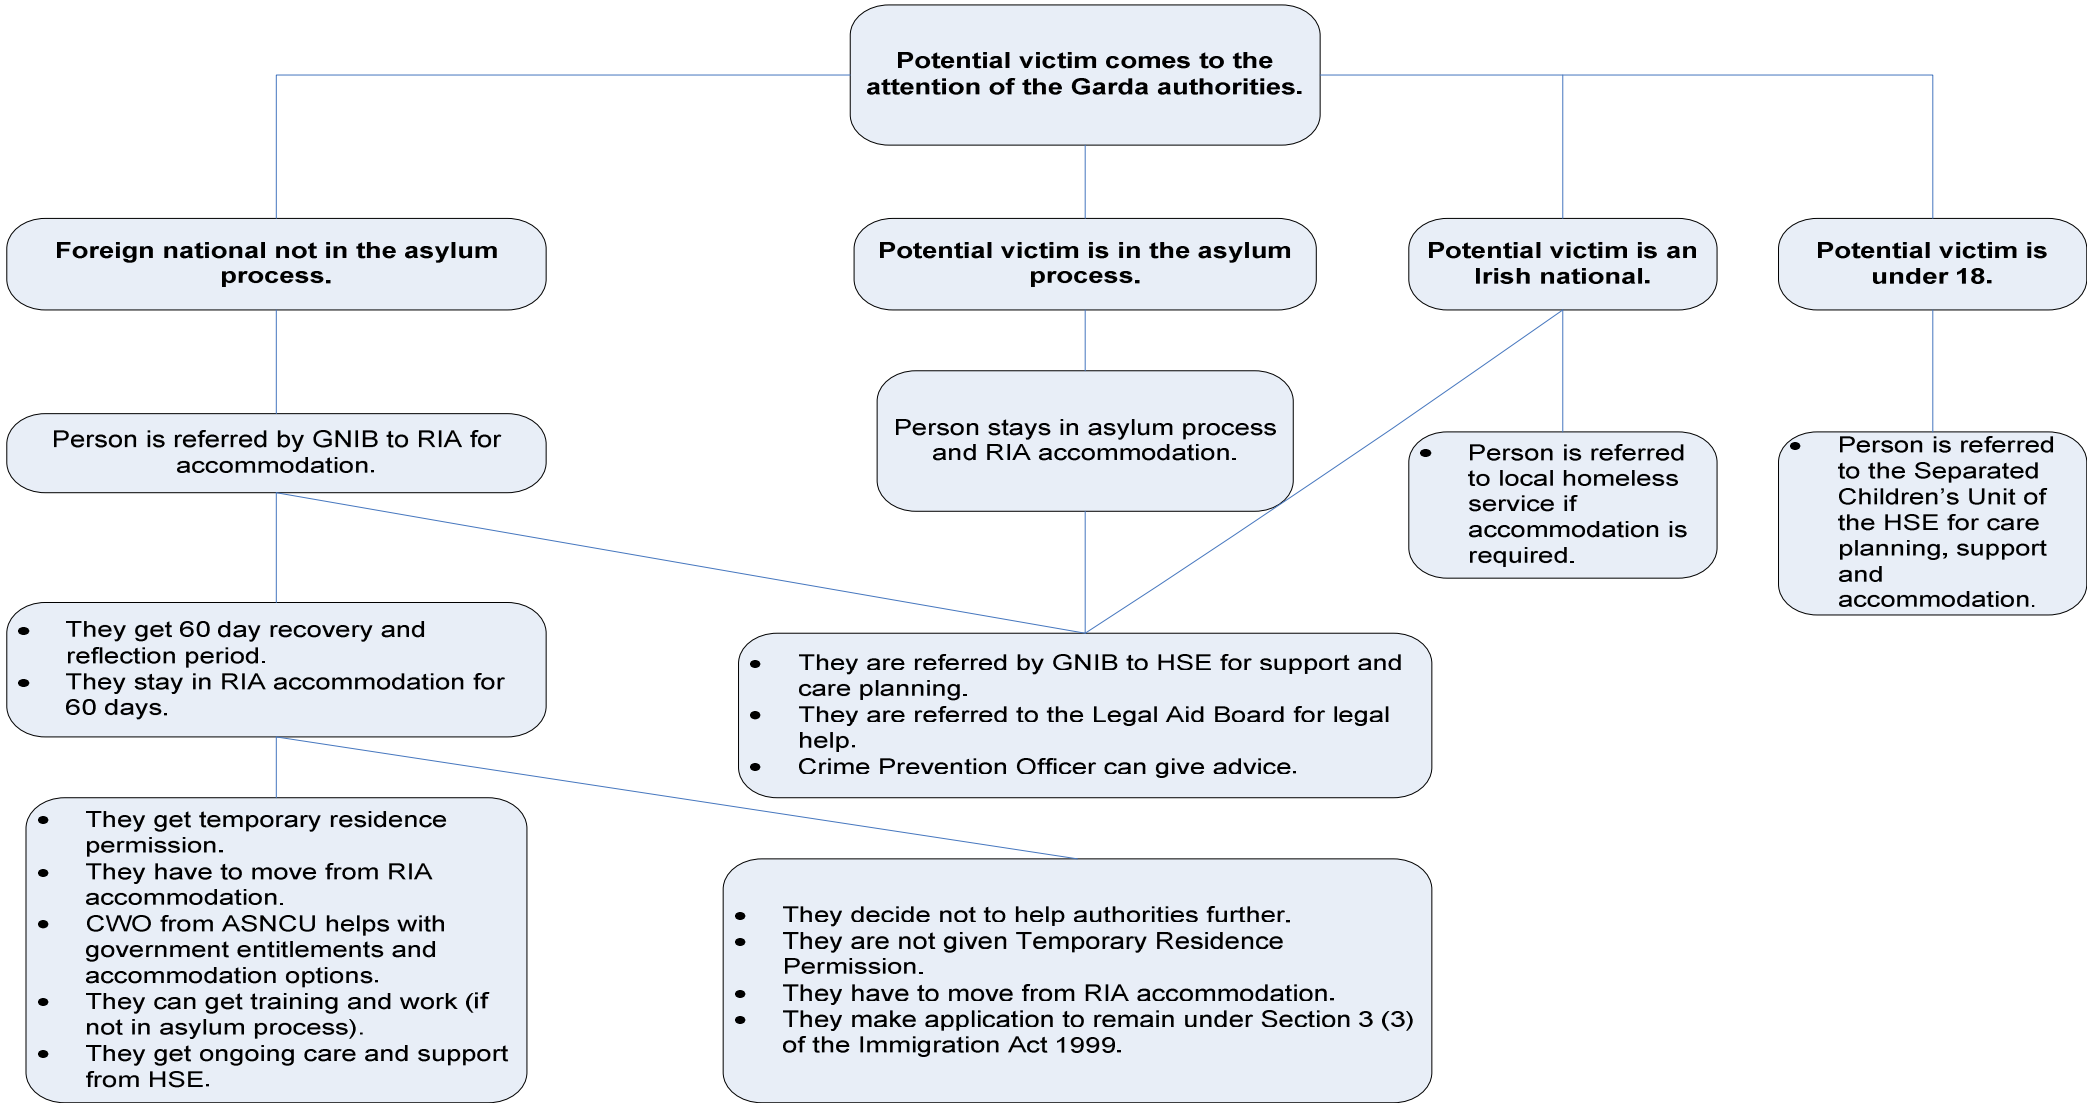 Potential victim comes to the
attention of the Garda authorities.
Foreign national not in the asylum
process.
Potential victim is in the asylum
process.
Potential victim is an
Irish national.
Potential victim is
under 18.
Person is referred by GNIB to RIA for
accommodation.
Person stays in asylum process
and RIA accommodation.
• Person is referred
to local homeless
service if
accommodation is
required.
• Person is referred
to the Separated
Children’s Unit of
the HSE for care
planning, support
and
accommodation.
• They get 60 day recovery and
reflection period.
• They stay in RIA accommodation for
60 days.
• They are referred by GNIB to HSE for support and
care planning.
• They are referred to the Legal Aid Board for legal
help.
• Crime Prevention Officer can give advice.
• They get temporary residence
permission.
• They have to move from RIA
accommodation.
• CWO from ASNCU helps with
government entitlements and
accommodation options.
• They can get training and work (if
not in asylum process).
• They get ongoing care and support
from HSE.
• They decide not to help authorities further.
• They are not given Temporary Residence
Permission.
• They have to move from RIA accommodation.
• They make application to remain under Section 3 (3)
of the Immigration Act 1999.